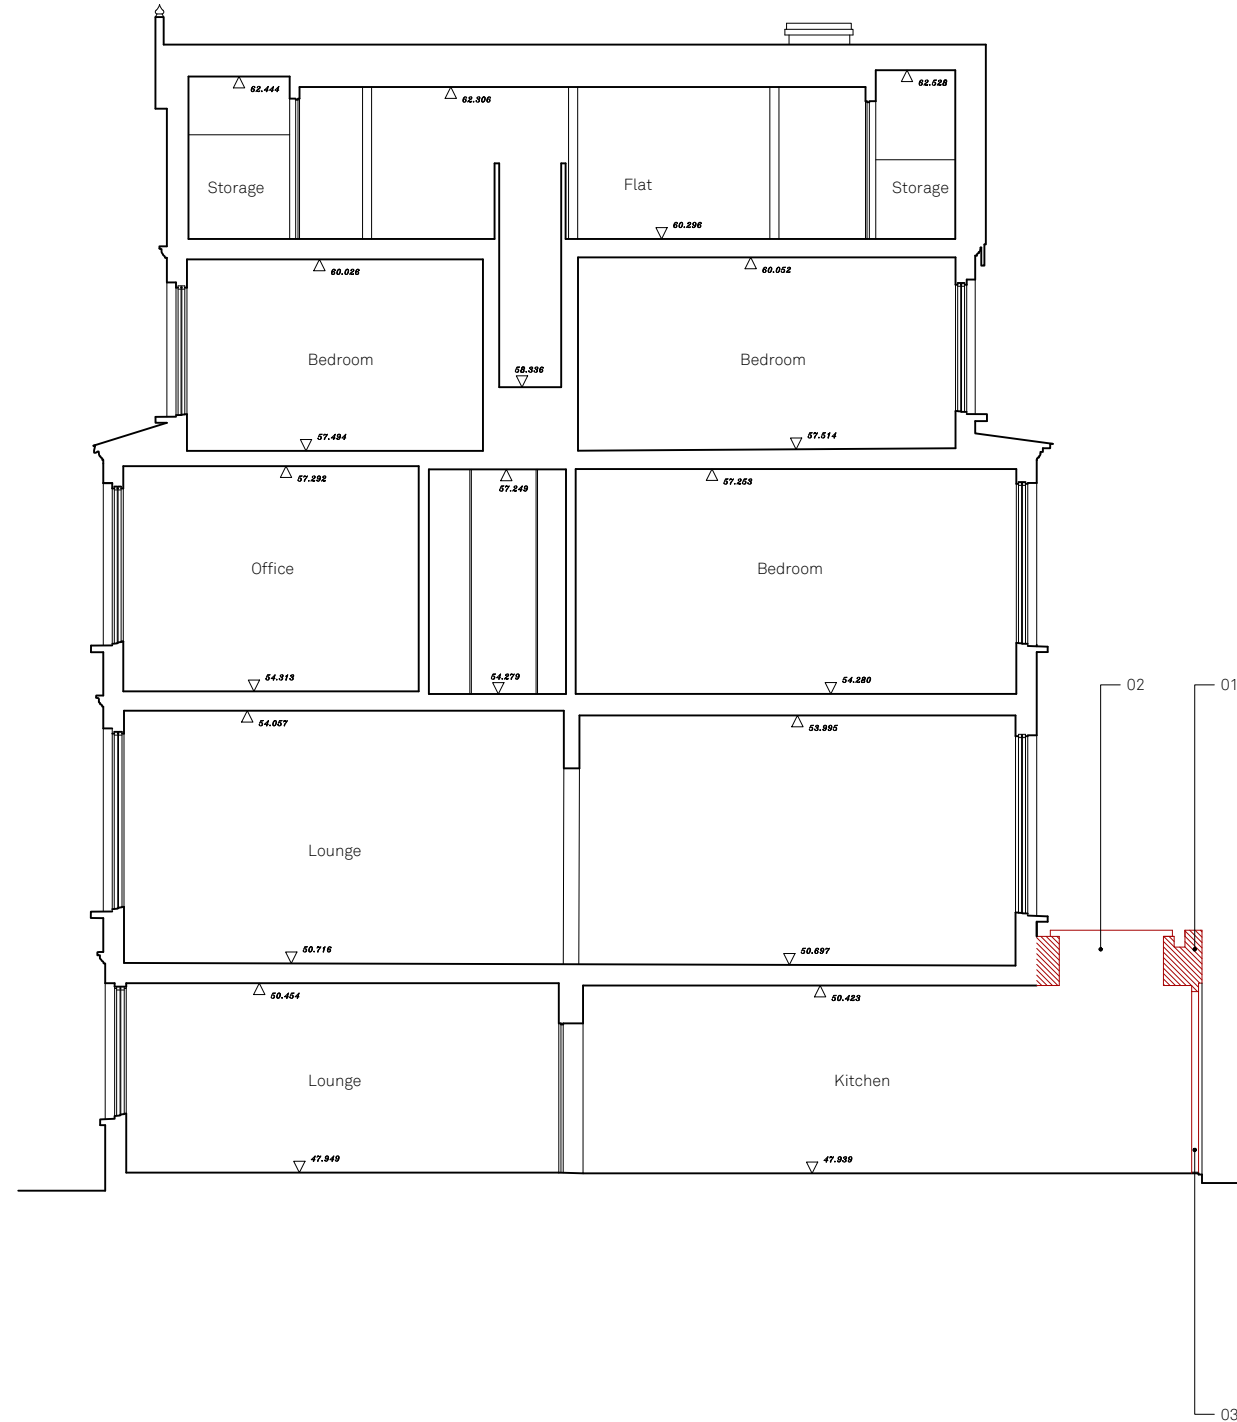 62.444
62.306
62.528
Storage
Flat
Storage
60.296
60.026
60.052
Bedroom
Bedroom
58.336
57.494
57.514
57.292
57.249
57.253
Office
Bedroom
54.313
54.279
54.280
02
01
54.057
53.995
Lounge
50.716
50.697
50.454
50.423
Lounge
Kitchen
47.949
47.939
03